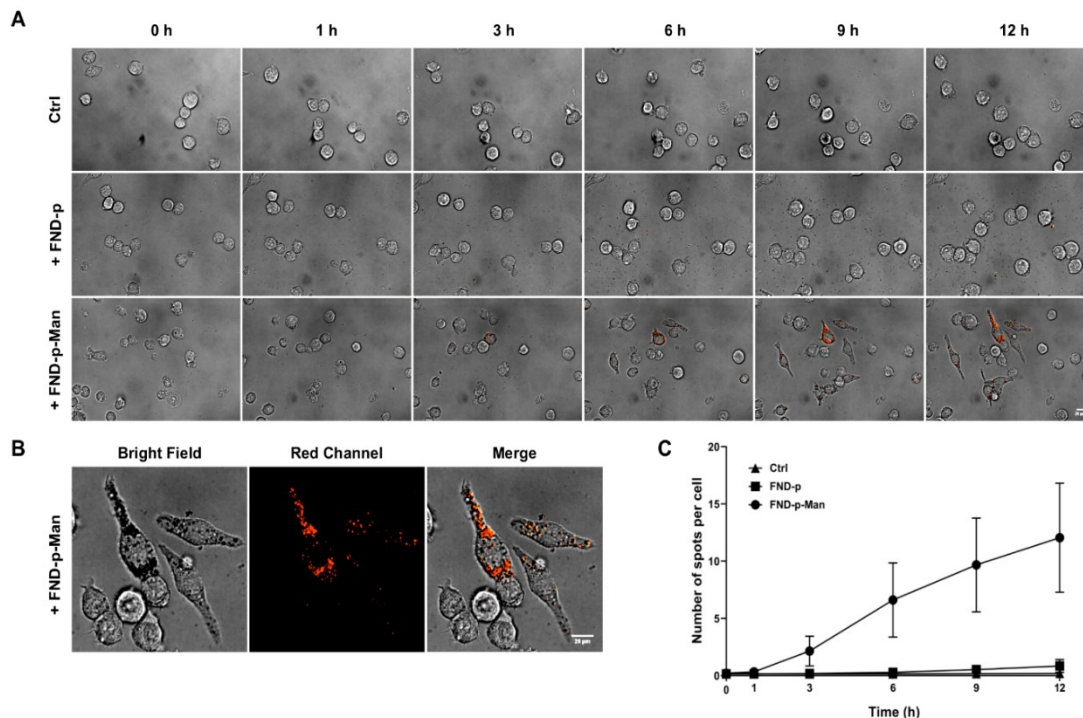 A
0 h 1 h 3 h 6 h 9 h 12 h
Ctrl
+ FND-p
+ FND-p-Man
B
Bright Field Red Channel Merge
+ FND-p-Man
20 µm
C
20
15
10
5
0
Number of spots per cell
Ctrl
FND-p
FND-p-Man
0 1 3 6 9 12
Time (h)